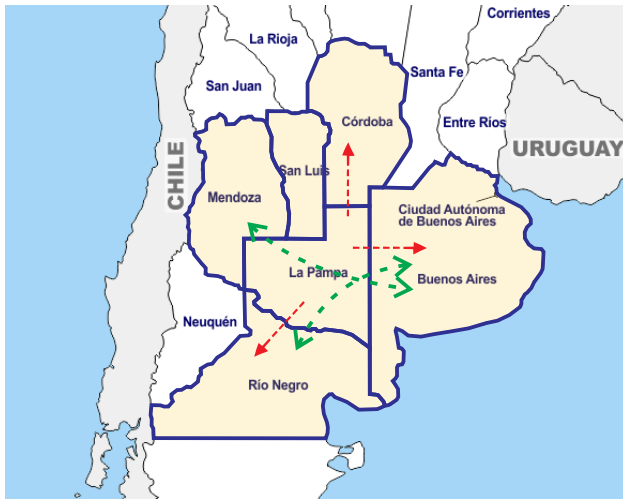 Corrientes
La Rioja
San Juan
Santa Fe
Córdoba
Entre Ríos
URUGUAY
CHILE
San Luis
Mendoza
Ciudad Autónoma
de Buenos Aires
La Pampa
Buenos Aires
Neuquén
Río Negro